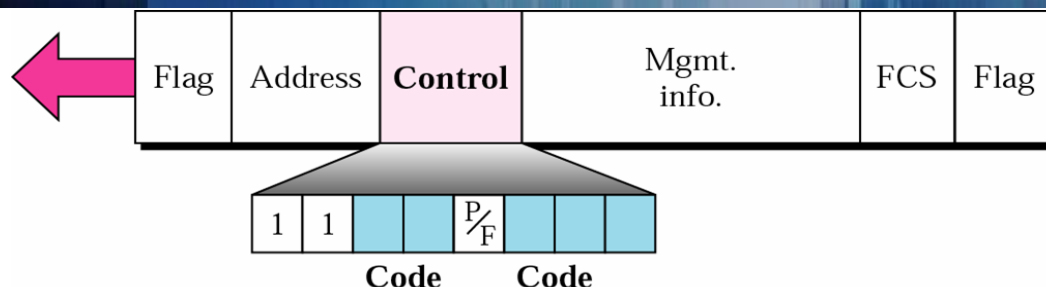 Flag Address Control Mgmt. info. FCS Flag
1 1 P/F
Code Code